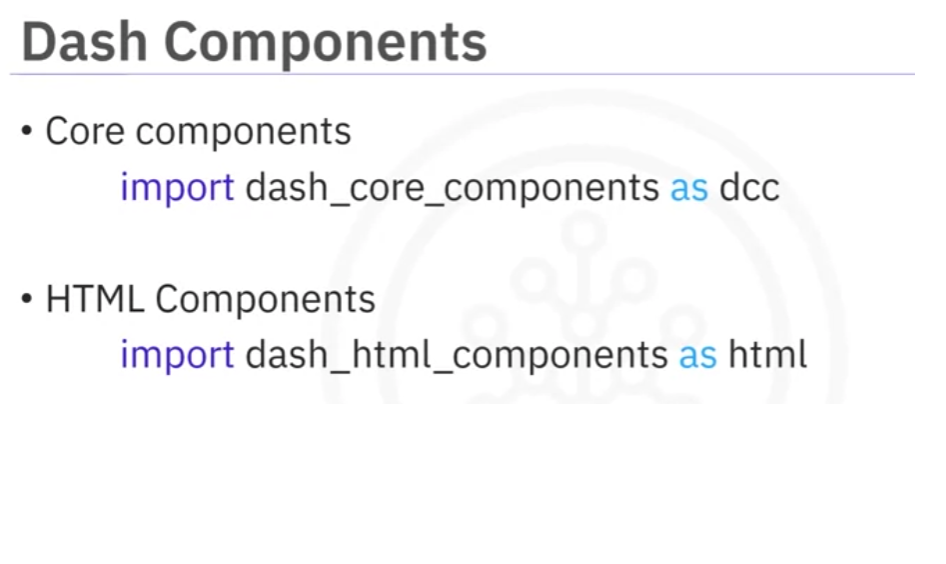 Dash Components
• Core components
import dash_core_components as dcc
• HTML Components
import dash_html_components as html